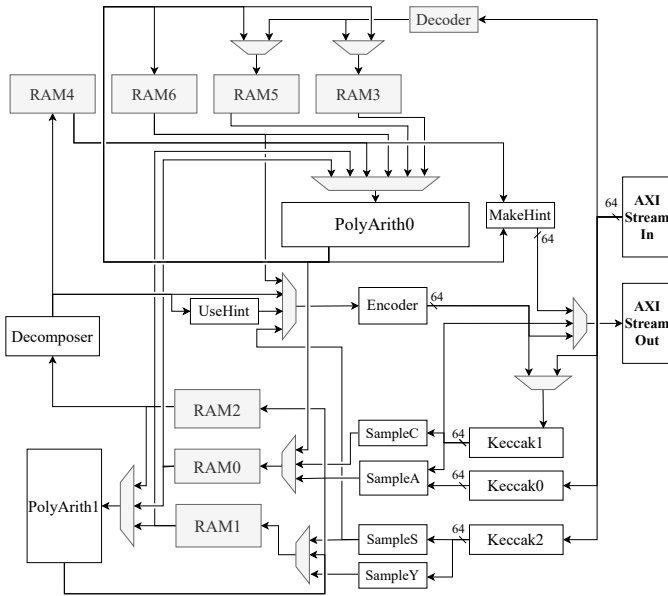 Decoder
RAM4
RAM6
RAM5
RAM3
PolyArith0
MakeHint
64
64
AXI
Stream
In
UseHint
Encoder
64
AXI
Stream
Out
Decomposer
RAM2
SampleC
64
Keccak1
RAM0
SampleA
64
Keccak0
PolyArith1
RAM1
SampleS
64
Keccak2
SampleY